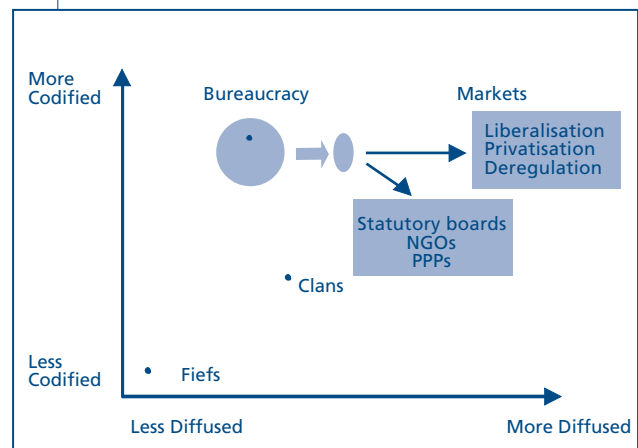 More
Codified
Bureaucracy
Markets
Liberalisation
Privatisation
Deregulation
Statutory boards
NGOs
PPPs
Clans
Less
Codified
Fiefs
Less Diffused
More Diffused